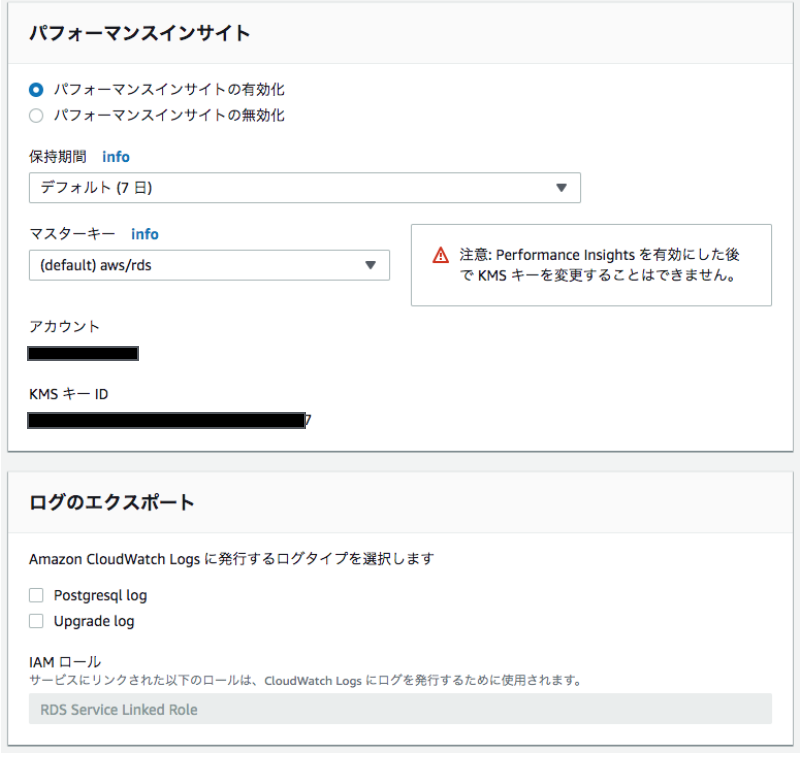 パフォーマンスインサイト
パフォーマンスインサイトの有効化
パフォーマンスインサイトの無効化
保持期間 info
デフォルト (7 日)
マスターキー info
(default) aws/rds
注意: Performance Insights を有効にした後
で KMS キーを変更することはできません。
アカウント
KMS キー ID
7
ログのエクスポート
Amazon CloudWatch Logs に発行するログタイプを選択します
Postgresql log
Upgrade log
IAM ロール
サービスにリンクされた以下のロールは、CloudWatch Logs にログを発行するために使用されます。
RDS Service Linked Role